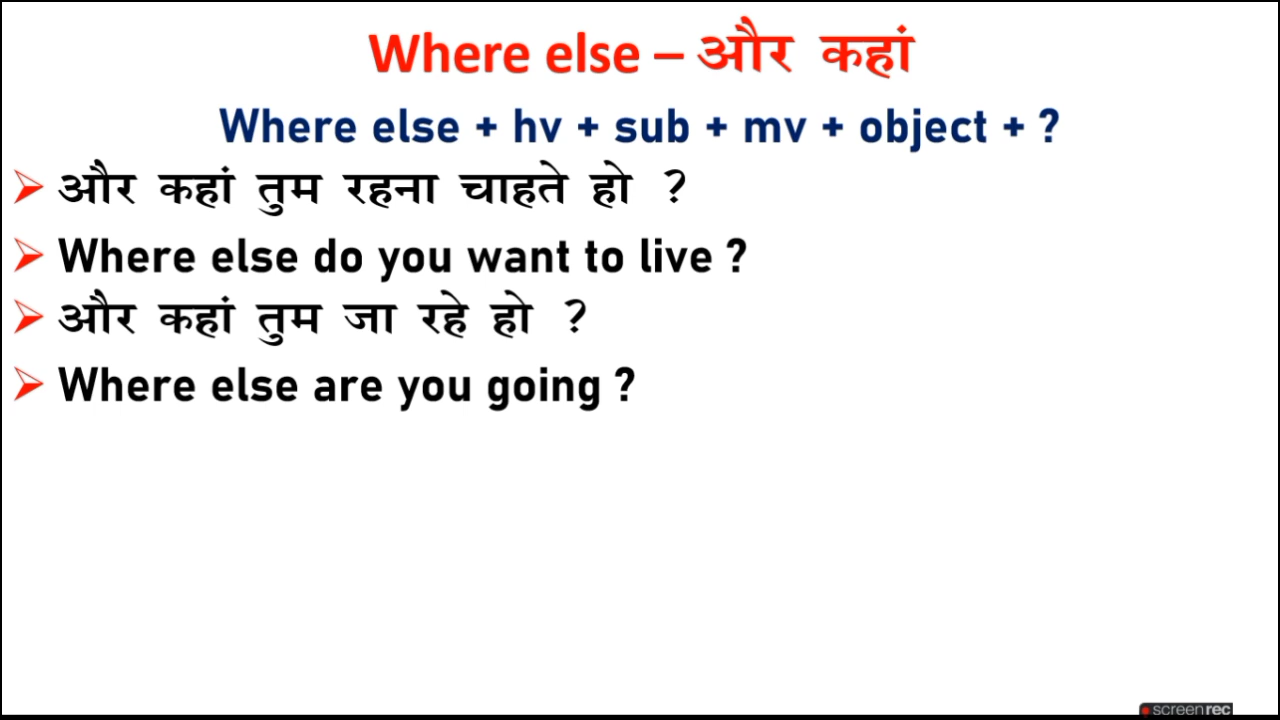 Where else – और कहां
Where else + hv + sub + mv + object + ?
➢ और कहां तुम रहना चाहते हो ?
➢ Where else do you want to live ?
➢ और कहां तुम जा रहे हो ?
➢ Where else are you going ?
screenrec